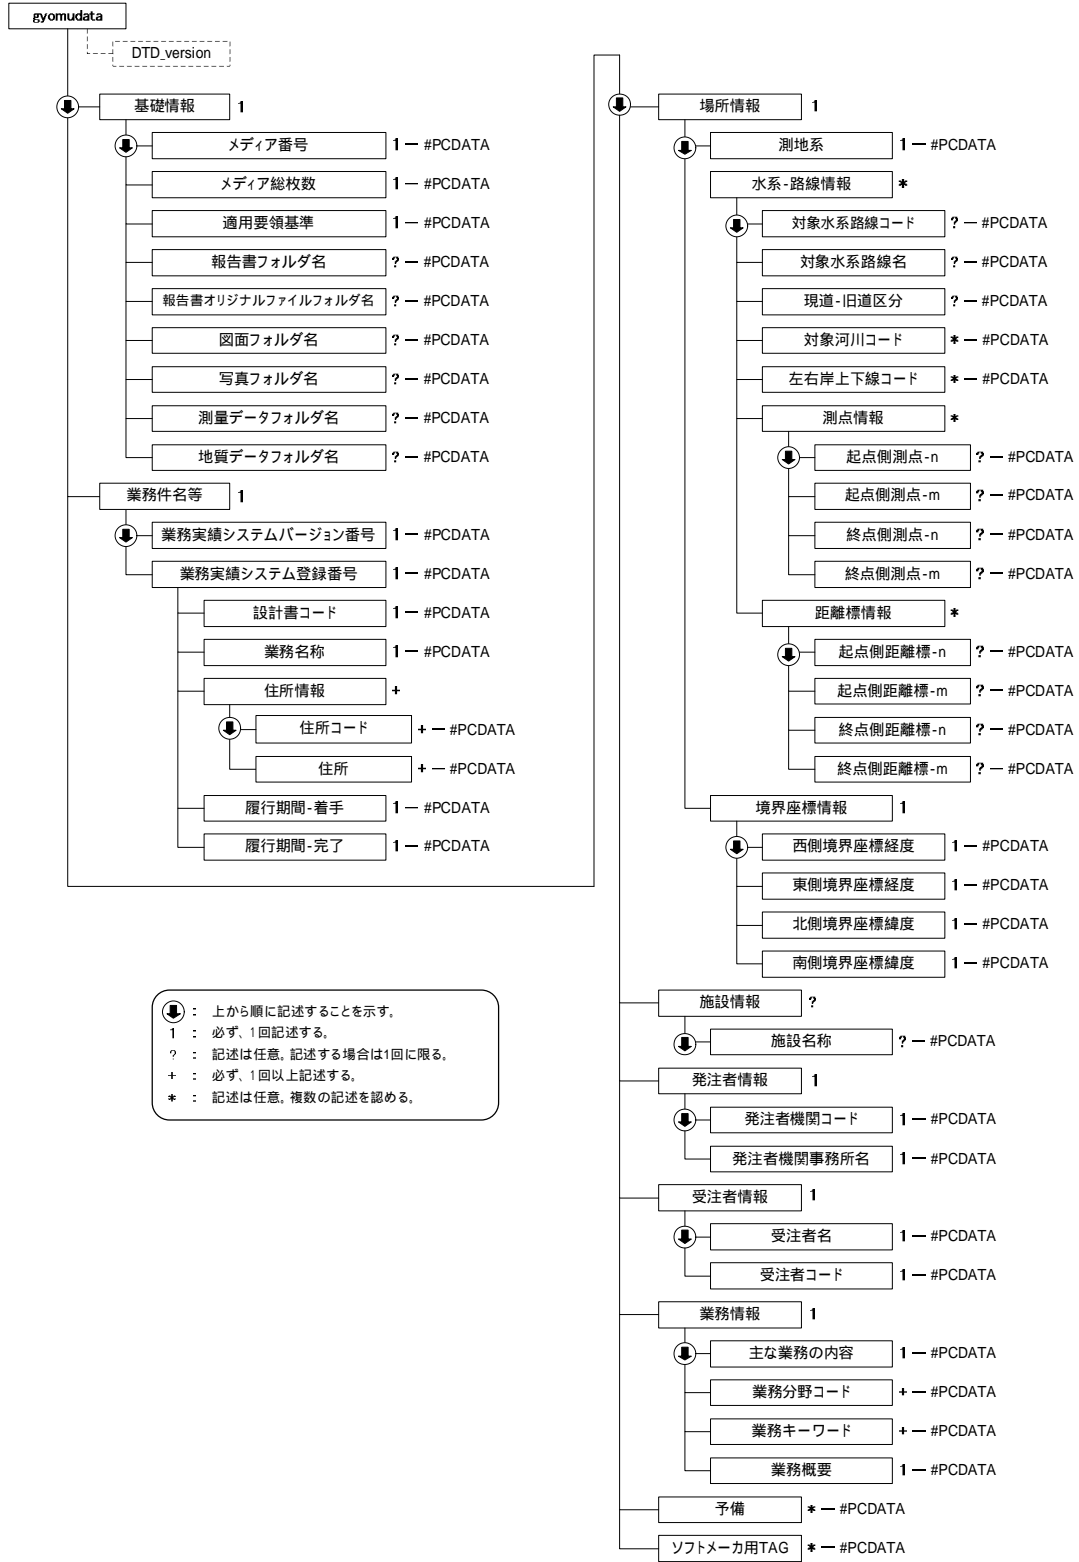 gyomudata
DTD_version
基礎情報 1
メディア番号 1 ― #PCDATA
メディア総枚数 1 ― #PCDATA
適用要領基準 1 ― #PCDATA
報告書フォルダ名 ? ― #PCDATA
報告書オリジナルファイルフォルダ名 ? ― #PCDATA
図面フォルダ名 ? ― #PCDATA
写真フォルダ名 ? ― #PCDATA
測量データフォルダ名 ? ― #PCDATA
地質データフォルダ名 ? ― #PCDATA
業務件名等 1
業務実績システムバージョン番号 1 ― #PCDATA
業務実績システム登録番号 1 ― #PCDATA
設計書コード 1 ― #PCDATA
業務名称 1 ― #PCDATA
住所情報 +
住所コード + ― #PCDATA
住所 + ― #PCDATA
履行期間-着手 1 ― #PCDATA
履行期間-完了 1 ― #PCDATA
： 上から順に記述することを示す。
1 ： 必ず、1回記述する。
? ： 記述は任意。記述する場合は1回に限る。
+ ： 必ず、1回以上記述する。
* ： 記述は任意。複数の記述を認める。
場所情報 1
測地系 1 ― #PCDATA
水系-路線情報 *
対象水系路線コード ? ― #PCDATA
対象水系路線名 ? ― #PCDATA
現道-旧道区分 ? ― #PCDATA
対象河川コード * ― #PCDATA
左右岸上下線コード * ― #PCDATA
測点情報 *
起点側測点-n ? ― #PCDATA
起点側測点-m ? ― #PCDATA
終点側測点-n ? ― #PCDATA
終点側測点-m ? ― #PCDATA
距離標情報 *
起点側距離標-n ? ― #PCDATA
起点側距離標-m ? ― #PCDATA
終点側距離標-n ? ― #PCDATA
終点側距離標-m ? ― #PCDATA
境界座標情報 1
西側境界座標経度 1 ― #PCDATA
東側境界座標経度 1 ― #PCDATA
北側境界座標緯度 1 ― #PCDATA
南側境界座標緯度 1 ― #PCDATA
施設情報 ?
施設名称 ? ― #PCDATA
発注者情報 1
発注者機関コード 1 ― #PCDATA
発注者機関事務所名 1 ― #PCDATA
受注者情報 1
受注者名 1 ― #PCDATA
受注者コード 1 ― #PCDATA
業務情報 1
主な業務の内容 1 ― #PCDATA
業務分野コード + ― #PCDATA
業務キーワード + ― #PCDATA
業務概要 1 ― #PCDATA
予備 * ― #PCDATA
ソフトメーカ用TAG * ― #PCDATA